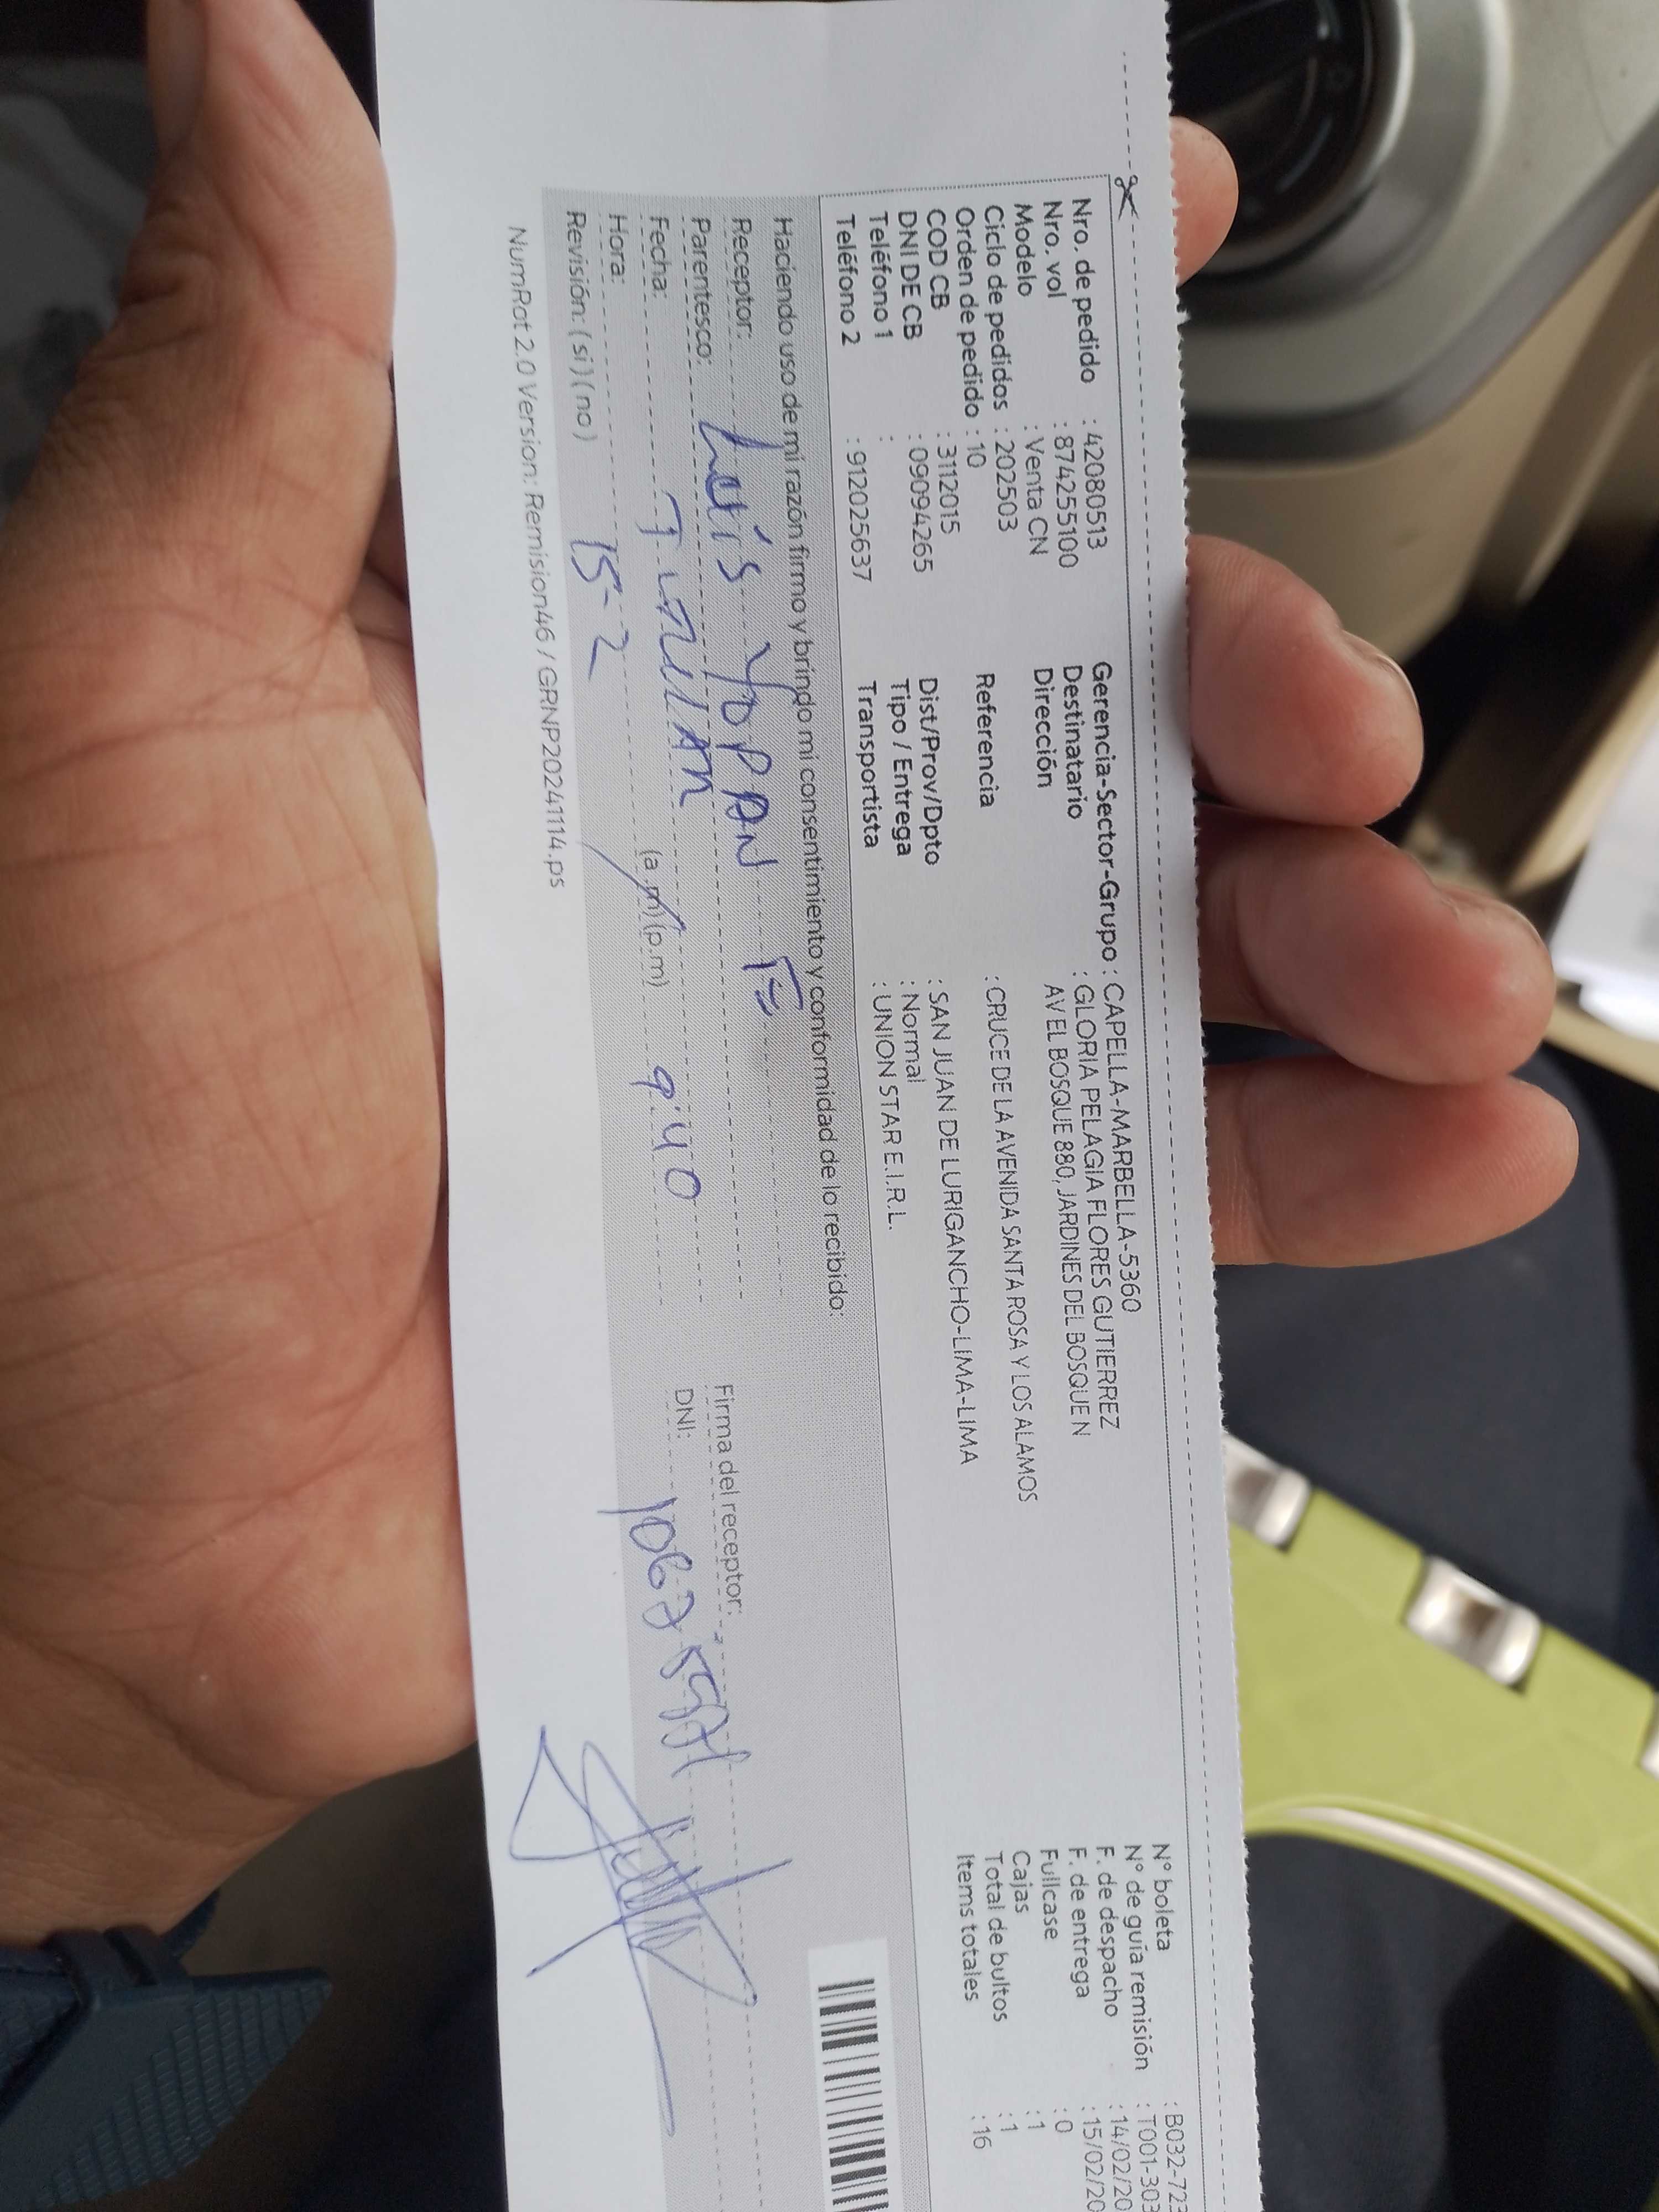 Nro. de pedido : 42080513
Nro. vol : 874255100
Modelo : Venta CN
Ciclo de pedidos : 202503
Orden de pedido : 10
COD CB : 3112015
DNI DE CB : 09094265
Teléfono 1 :
Teléfono 2 : 912025637
Gerencia-Sector-Grupo : CAPELLA-MARBELLA-5360
Destinatario : GLORIA PELAGIA FLORES GUTIERREZ
Dirección AV EL BOSQUE 880, JARDINES DEL BOSQUE N
Referencia : CRUCE DE LA AVENIDA SANTA ROSA Y LOS ALAMOS
Dist/Prov/Dpto : SAN JUAN DE LURIGANCHO-LIMA-LIMA
Tipo / Entrega : Normal
Transportista : UNION STAR E.I.R.L.
N° boleta : B032-723
N° de guía remisión : T001-303
F. de despacho : 14/02/20
F. de entrega : 15/02/20
Fullcase : 0
Cajas : 1
Total de bultos : 1
Items totales : 16
Haciendo uso de mi razón firmo y brindo mi consentimiento y conformidad de lo recibido:
Receptor: Luis
Parentesco:
Fecha: 15-2
Hora: (a.m) (p.m) 9:40
Revisión: ( si ) ( no )
Firma del receptor:
DNI:
NumRot 2.0 Version: Remision46 / GRNP20241114.ps